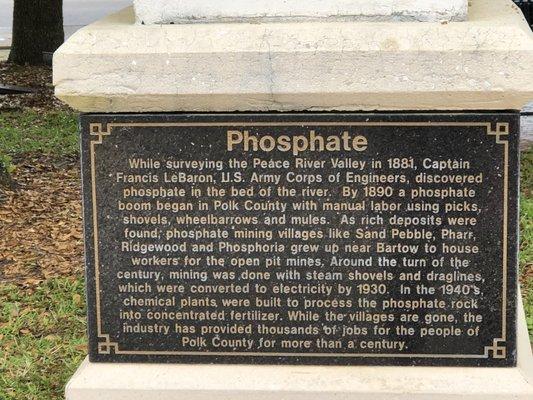 Phosphate
While surveying the Peace River Valley in 1881, Captain
Francis LeBaron, U.S. Army Corps of Engineers, discovered
phosphate in the bed of the river. By 1890 a phosphate
boom began in Polk County with manual labor using picks,
shovels, wheelbarrows and mules. As rich deposits were
found, phosphate mining villages like Sand Pebble, Pharr,
Ridgewood and Phosphoria grew up near Bartow to house
workers for the open pit mines. Around the turn of the
century, mining was done with steam shovels and draglines,
which were converted to electricity by 1930. In the 1940's,
chemical plants were built to process the phosphate rock
into concentrated fertilizer. While the villages are gone, the
industry has provided thousands of jobs for the people of
Polk County for more than a century.